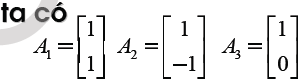 ta có
A₁ = [1 1] A₂ = [1 −1] A₃ = [1 0]